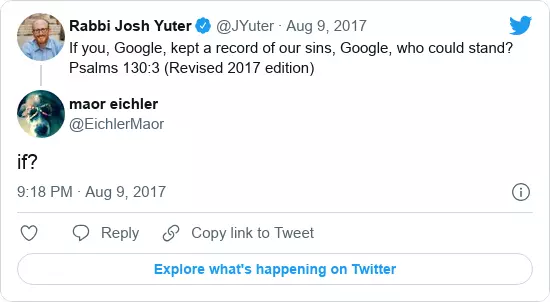 Rabbi Josh Yuter @JYuter · Aug 9, 2017
If you, Google, kept a record of our sins, Google, who could stand?
Psalms 130:3 (Revised 2017 edition)
maor eichler
@EichlerMaor
if?
9:18 PM · Aug 9, 2017
Reply Copy link to Tweet
Explore what's happening on Twitter